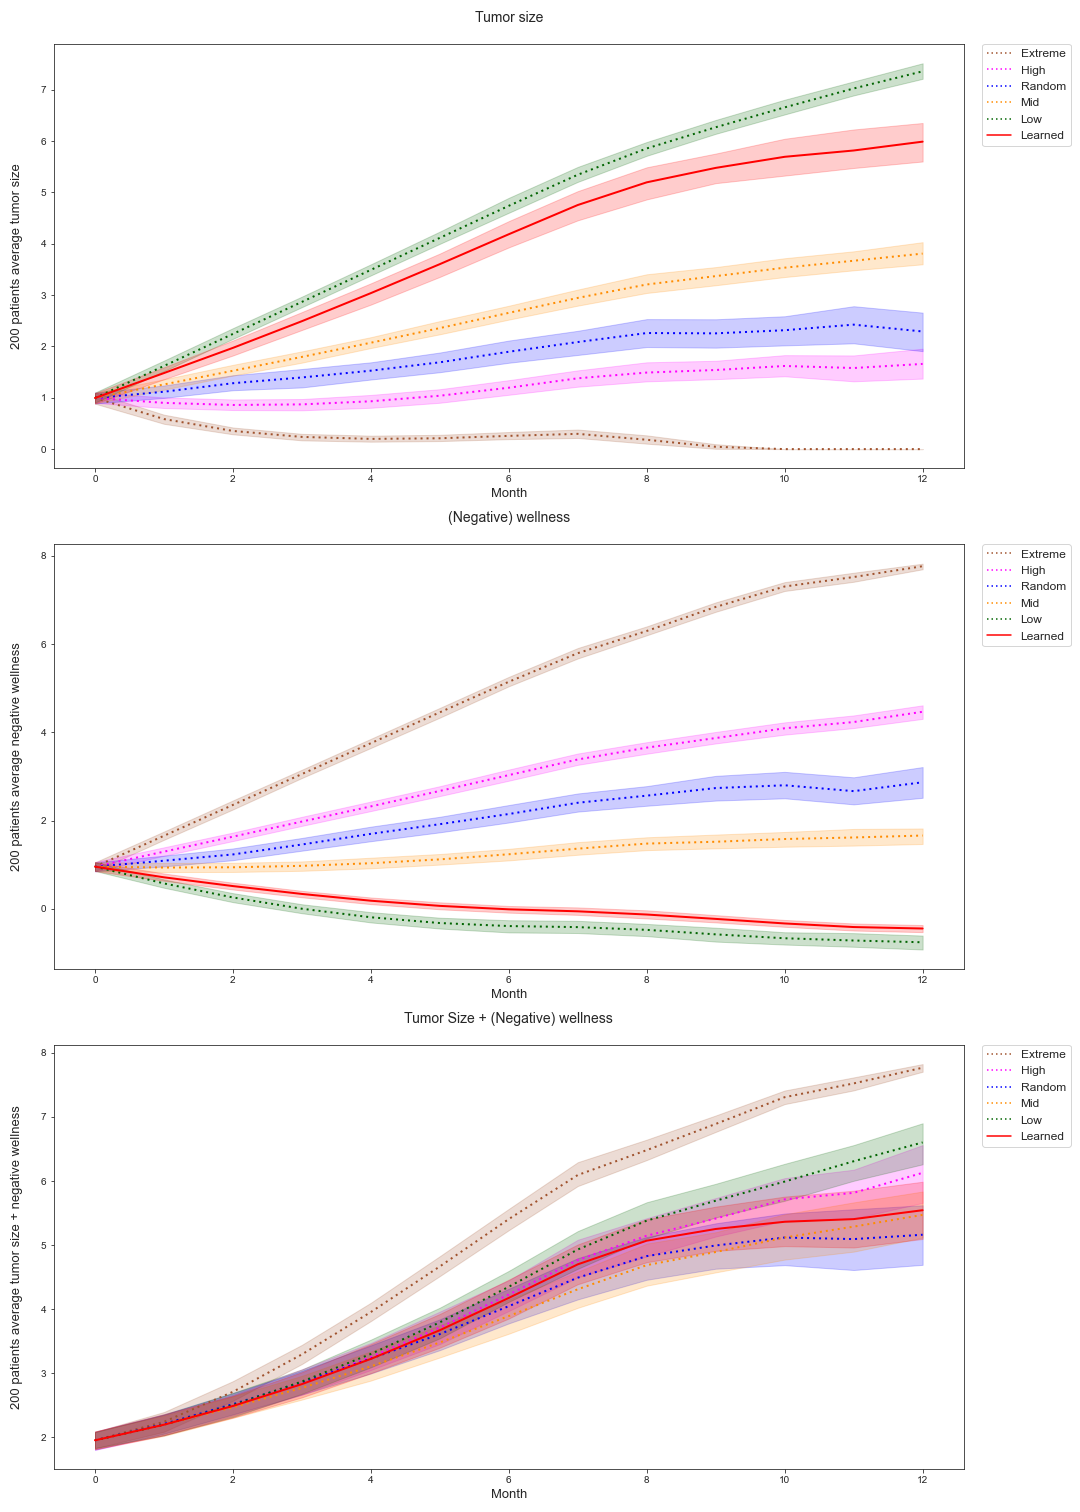 Tumor size
200 patients average tumor size
7
6
5
4
3
2
1
0
0 2 4 6 8 10 12
Month
Extreme
High
Random
Mid
Low
Learned
(Negative) wellness
200 patients average negative wellness
8
6
4
2
0
0 2 4 6 8 10 12
Month
Extreme
High
Random
Mid
Low
Learned
Tumor Size + (Negative) wellness
200 patients average tumor size + negative wellness
8
7
6
5
4
3
2
0 2 4 6 8 10 12
Month
Extreme
High
Random
Mid
Low
Learned